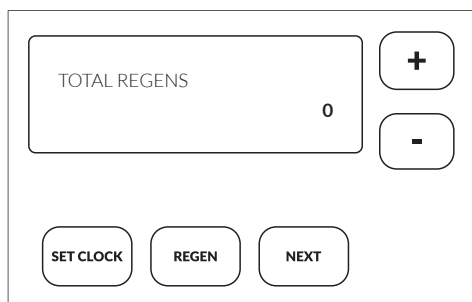 TOTAL REGENS
0
+
-
SET CLOCK
REGEN
NEXT